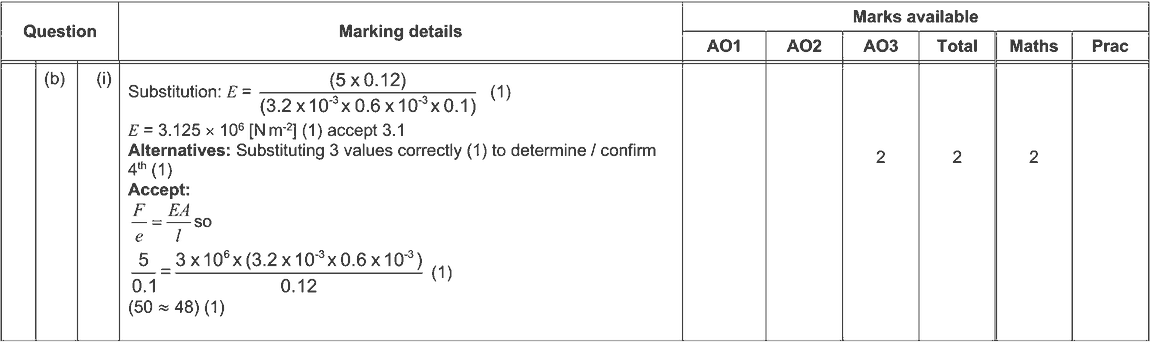 Question Marking details Marks available
AO1 AO2 AO3 Total Maths Prac
(b) (i) Substitution: E = (5 x 0.12) / (3.2 x 10⁻³ x 0.6 x 10⁻³ x 0.1) (1)
E = 3.125 × 10⁶ [N m⁻²] (1) accept 3.1
Alternatives: Substituting 3 values correctly (1) to determine / confirm
4ᵗʰ (1) 2 2 2
Accept:
F/e = EA/l so
5/0.1 = 3 x 10⁶ x (3.2 x 10⁻³ x 0.6 x 10⁻³)/0.12 (1)
(50 ≈ 48) (1)